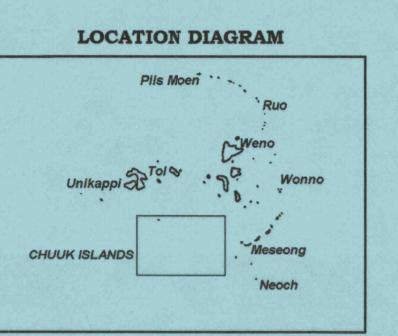 LOCATION DIAGRAM
Piis Moen
Ruo
Weno
Tol
Unikappi
Wonno
CHUUK ISLANDS
Meseong
Neoch